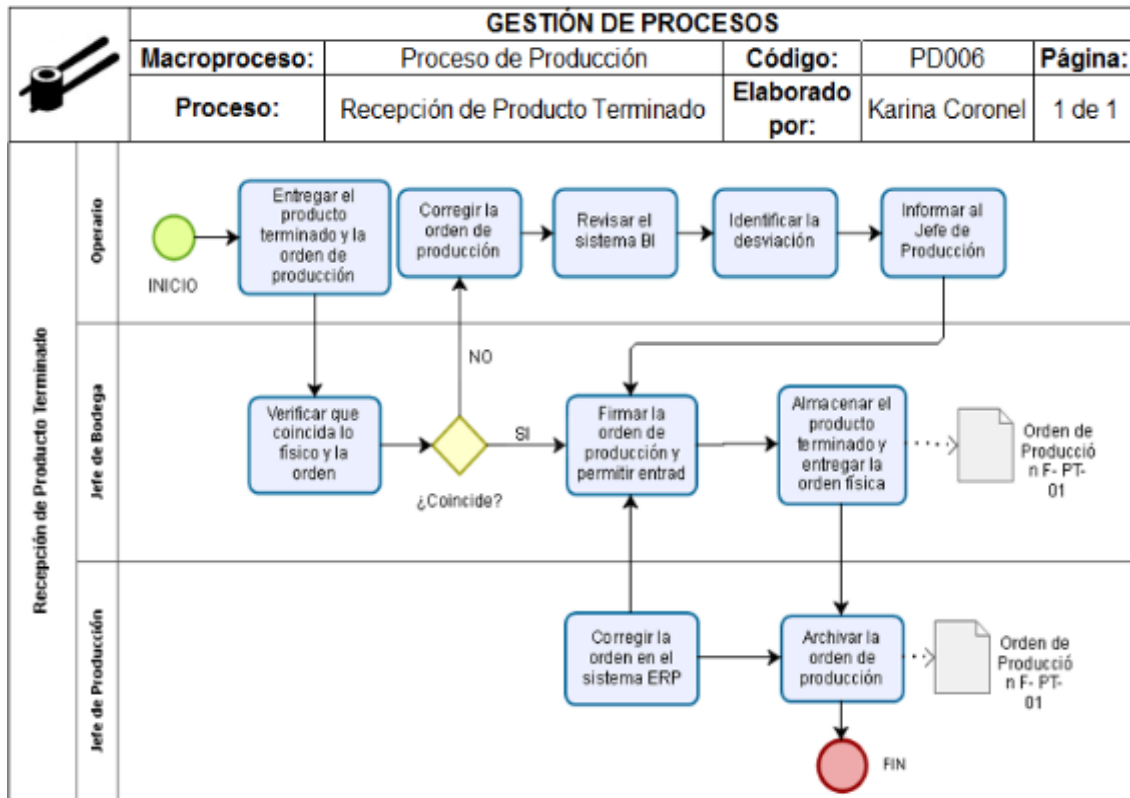 GESTIÓN DE PROCESOS
Macroproceso:
Proceso de Producción
Código:
PD006
Página:
Proceso:
Recepción de Producto Terminado
Elaborado
por:
Karina Coronel
1 de 1
Recepción de Producto Terminado
Operario
INICIO
Entregar el
producto
terminado y la
orden de
producción
Corregir la
orden de
producción
Revisar el
sistema BI
Identificar la
desviación
Informar al
Jefe de
Producción
Jefe de Bodega
Verificar que
coincida lo
físico y la
orden
NO
¿Coincide?
SI
Firmar la
orden de
producción y
permitir entrad
Almacenar el
producto
terminado y
entregar la
orden física
Orden de
Producció
n F- PT-
01
Jefe de Producción
Corregir la
orden en el
sistema ERP
Archivar la
orden de
producción
Orden de
Producció
n F- PT-
01
FIN